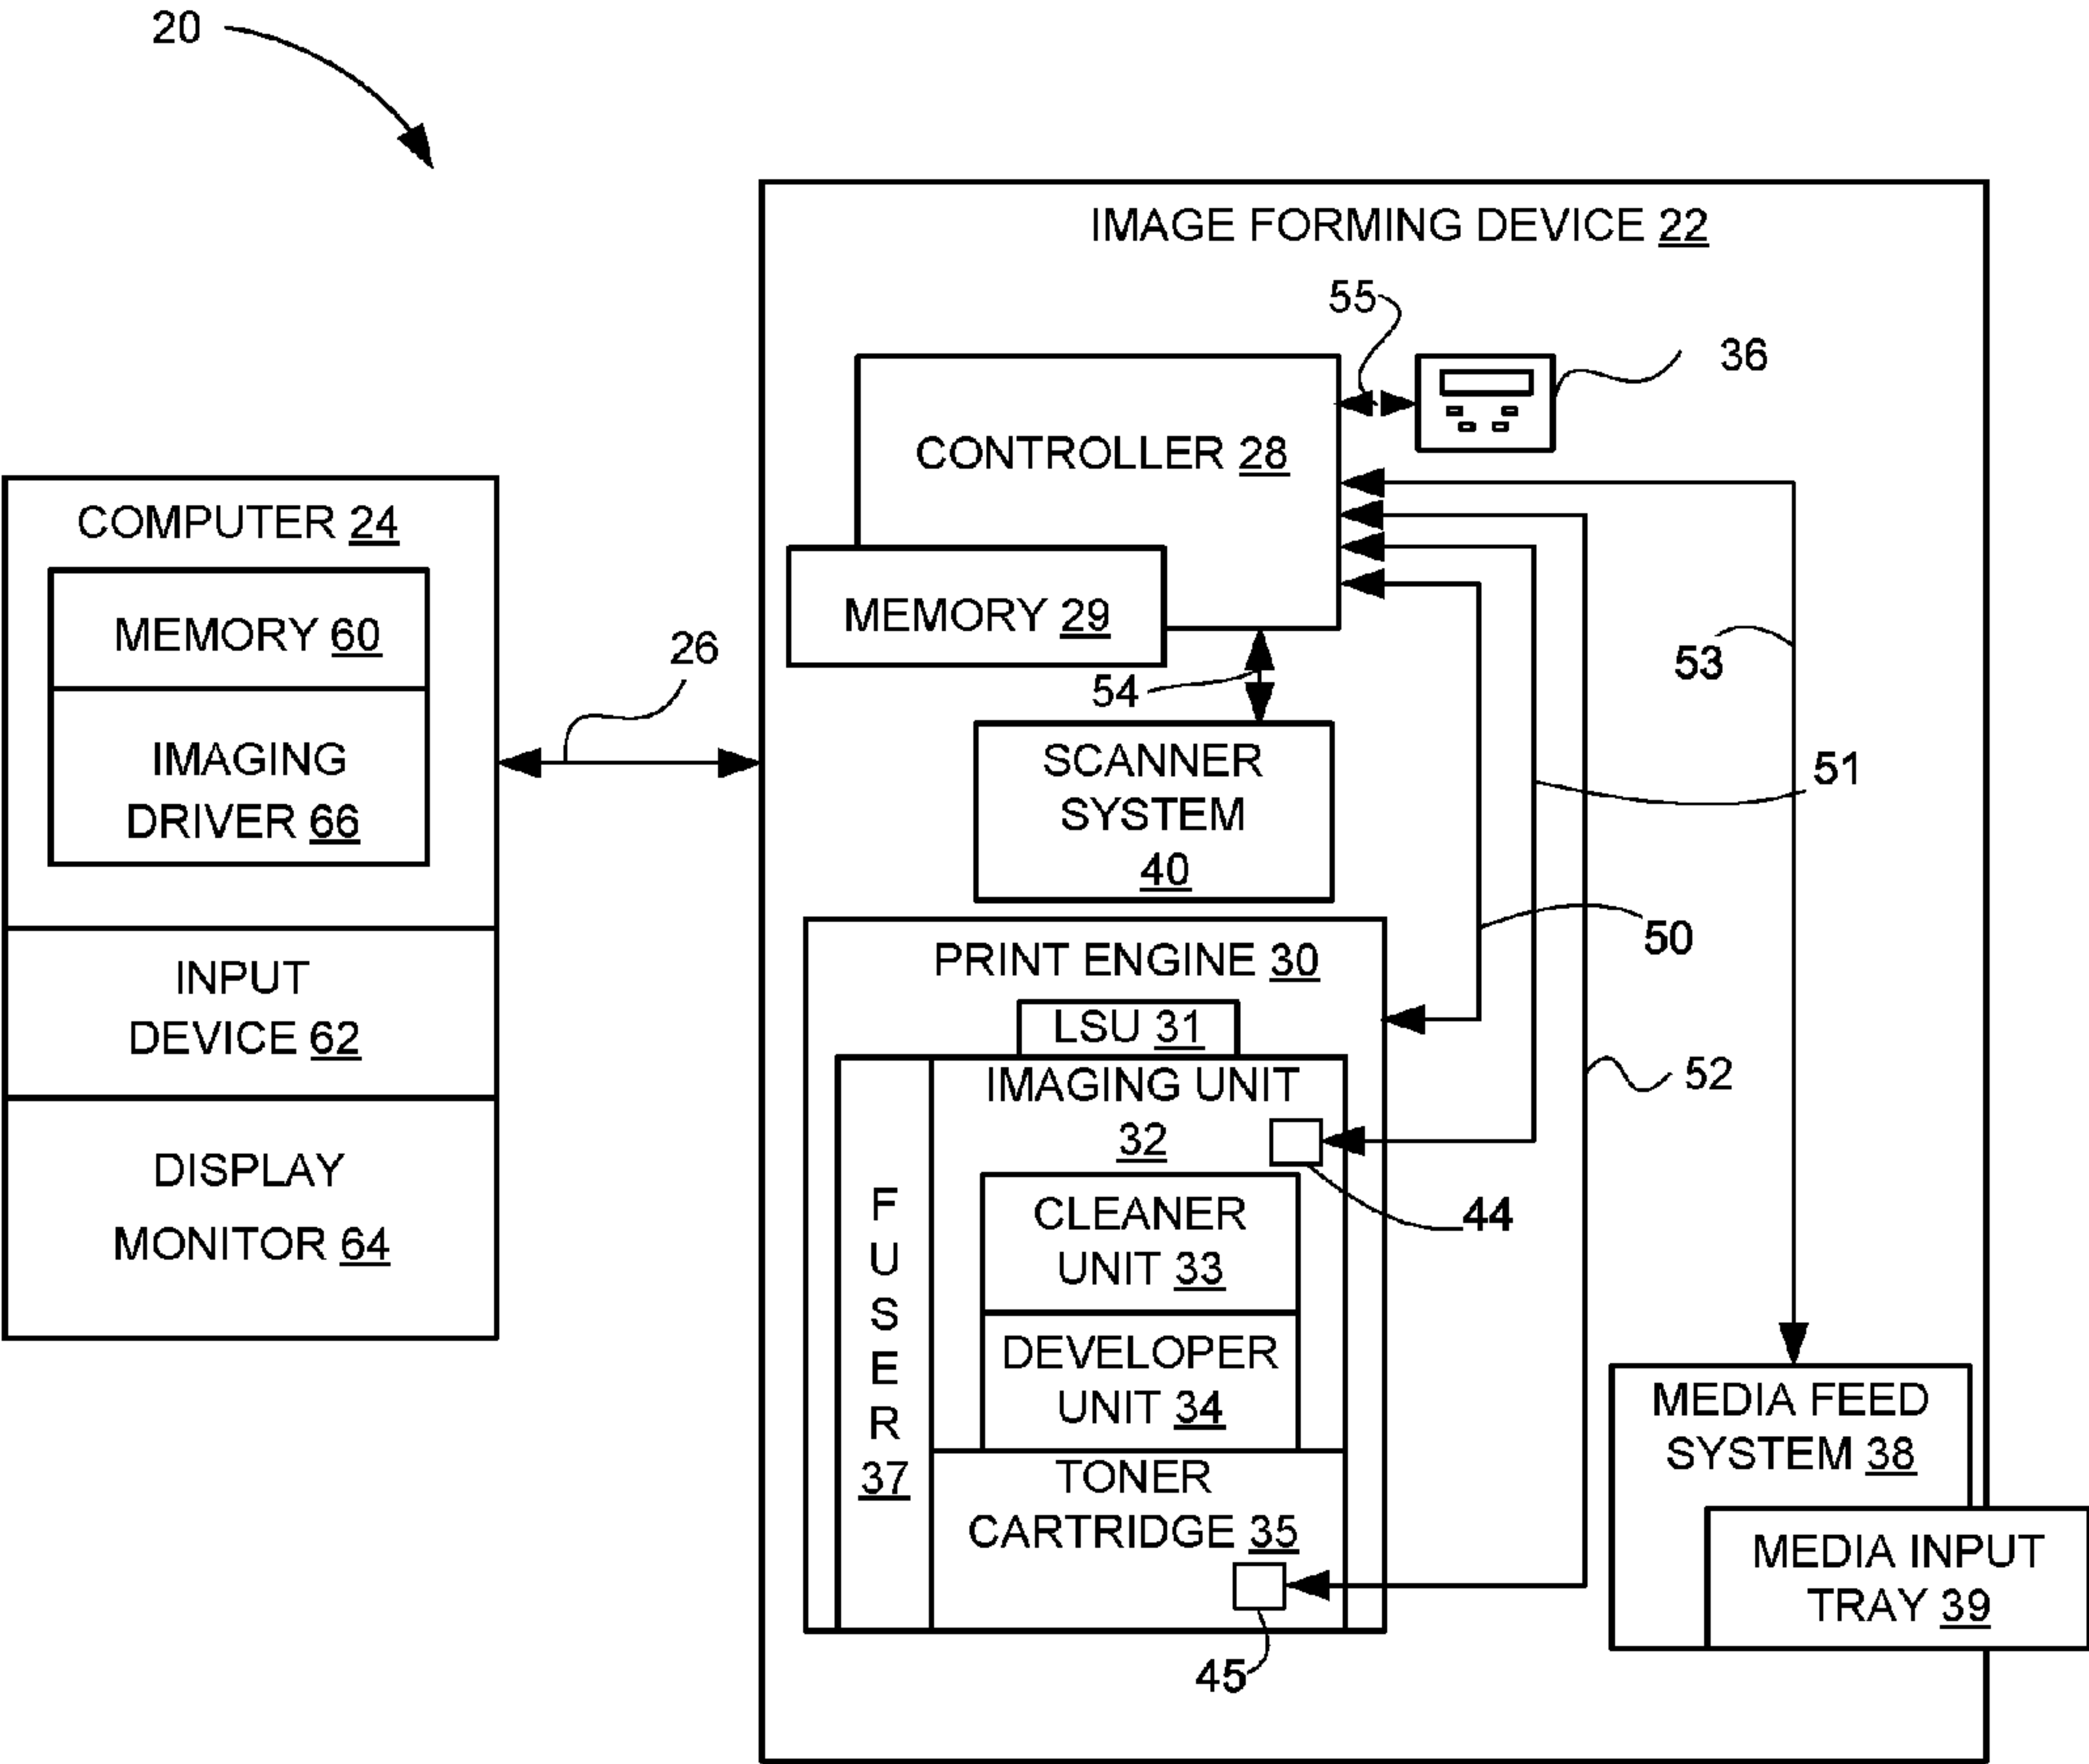 20
IMAGE FORMING DEVICE 22
55
36
CONTROLLER 28
COMPUTER 24
MEMORY 60
MEMORY 29
26
54
53
IMAGING
DRIVER 66
SCANNER
SYSTEM
40
51
50
PRINT ENGINE 30
INPUT
DEVICE 62
LSU 31
IMAGING UNIT
32
52
DISPLAY
MONITOR 64
F
U
S
E
R
37
CLEANER
UNIT 33
44
DEVELOPER
UNIT 34
TONER
CARTRIDGE 35
45
MEDIA FEED
SYSTEM 38
MEDIA INPUT
TRAY 39